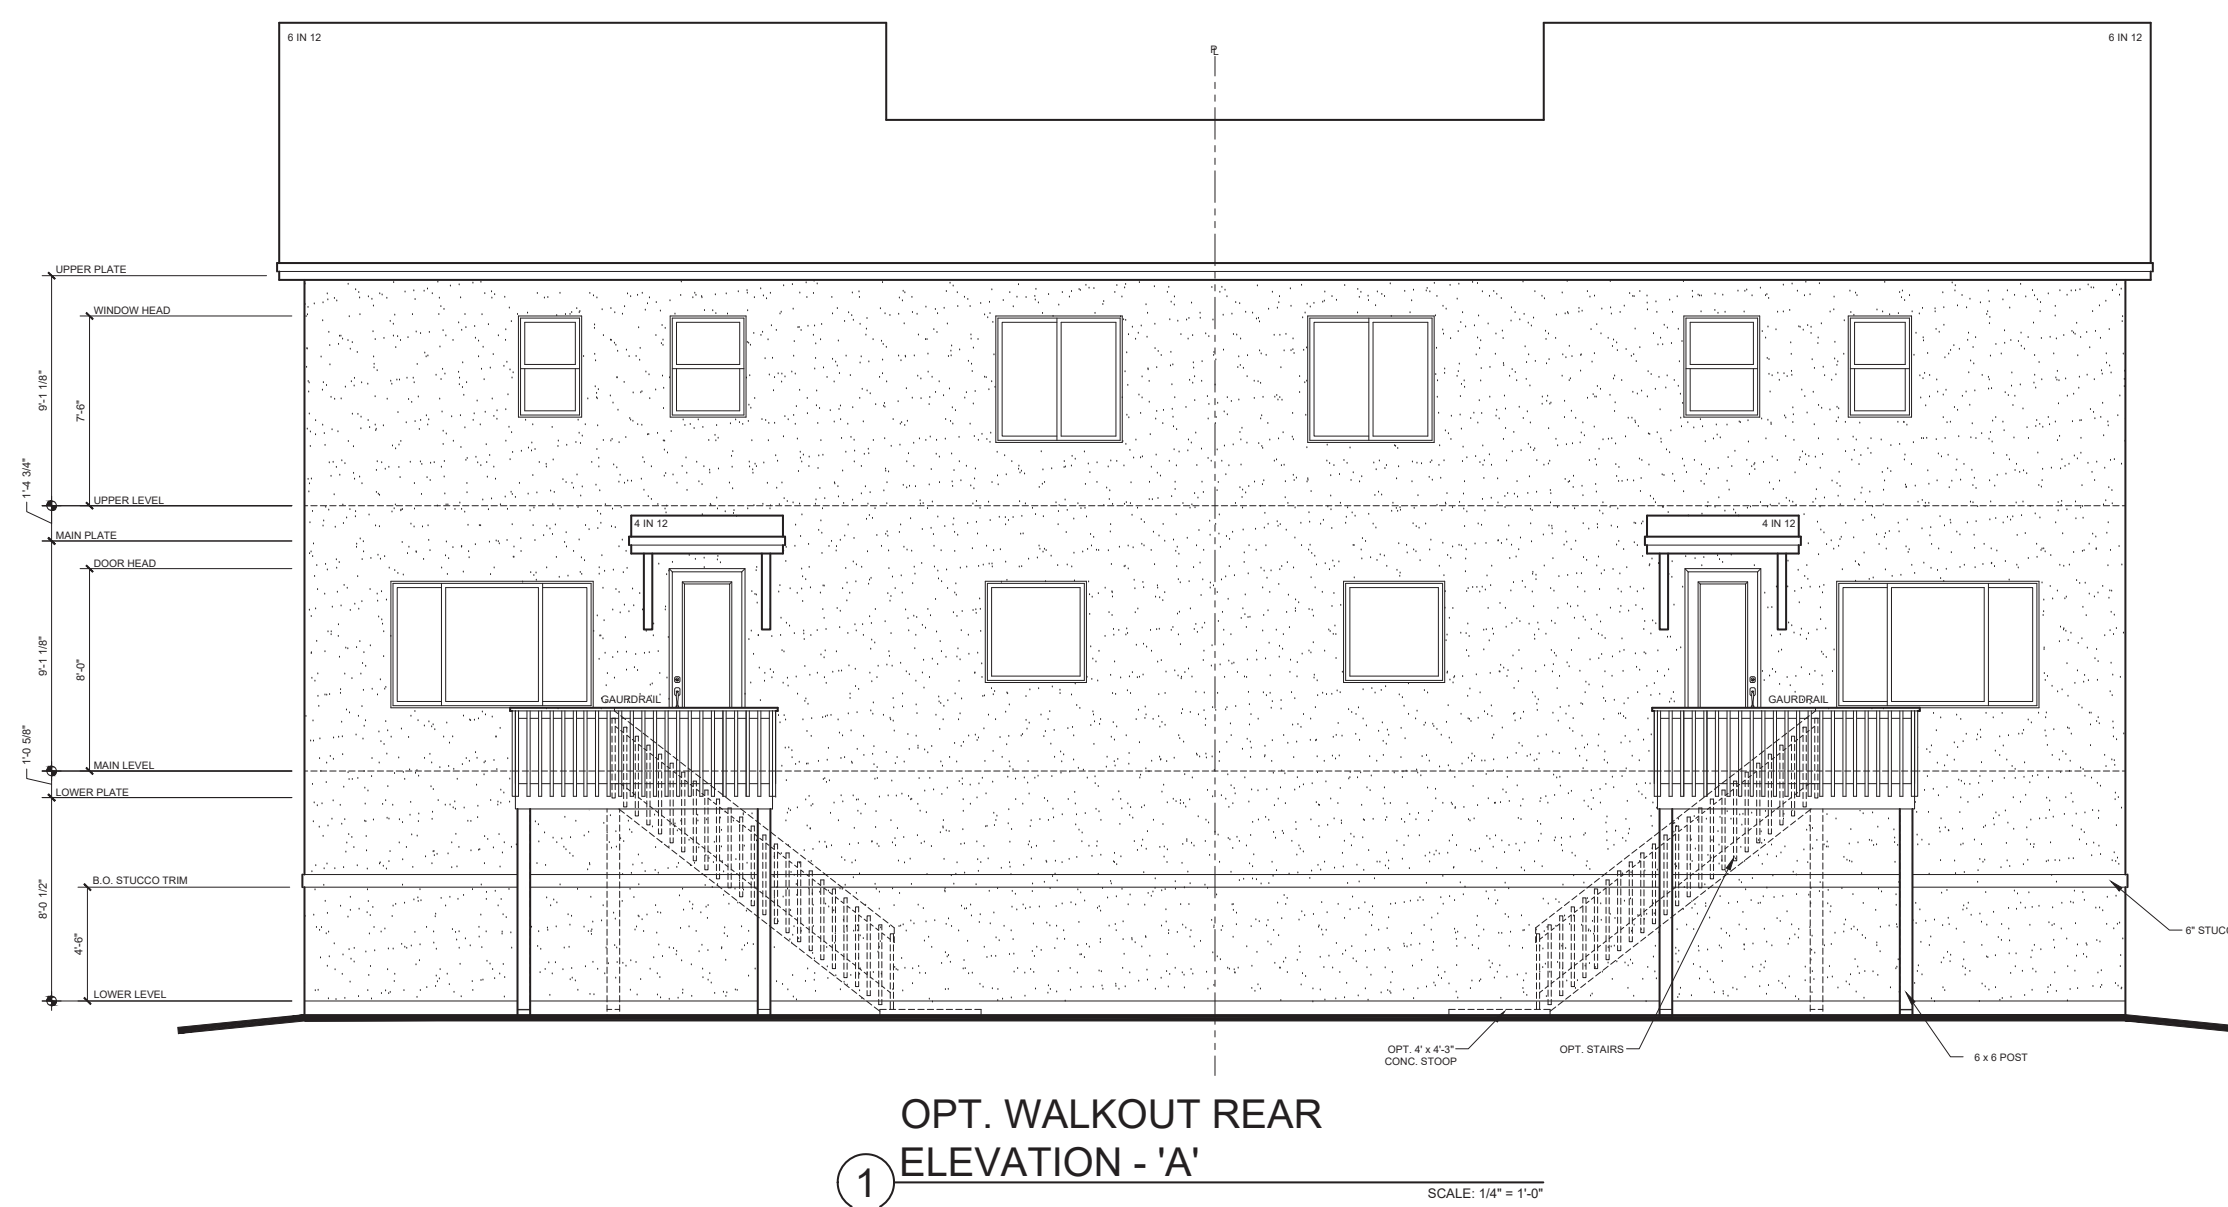 6 IN 12
6 IN 12
PL
UPPER PLATE
WINDOW HEAD
9'-1 1/8"
7'-6"
1'-4 3/4"
UPPER LEVEL
4 IN 12
4 IN 12
MAIN PLATE
DOOR HEAD
9'-1 1/8"
8'-0"
GAURDRAIL
GAURDRAIL
1'-0 5/8"
MAIN LEVEL
LOWER PLATE
B.O. STUCCO TRIM
8'-0 1/2"
4'-6"
6" STUCC
LOWER LEVEL
OPT. 4' x 4'-3"
CONC. STOOP
OPT. STAIRS
6 x 6 POST
OPT. WALKOUT REAR
ELEVATION - 'A'
1
SCALE: 1/4" = 1'-0"